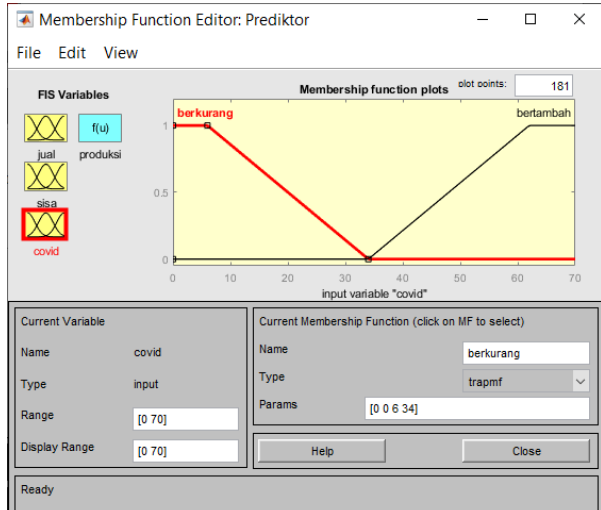 Membership Function Editor: Prediktor
File Edit View
FIS Variables
f(u)
jual produksi
sisa
covid
Membership function plots plot points: 181
berkurang bertambah
1
0.5
0
0 10 20 30 40 50 60 70
input variable "covid"
Current Variable
Name covid
Type input
Range [0 70]
Display Range [0 70]
Current Membership Function (click on MF to select)
Name berkurang
Type trapmf
Params [0 0 6 34]
Help Close
Ready